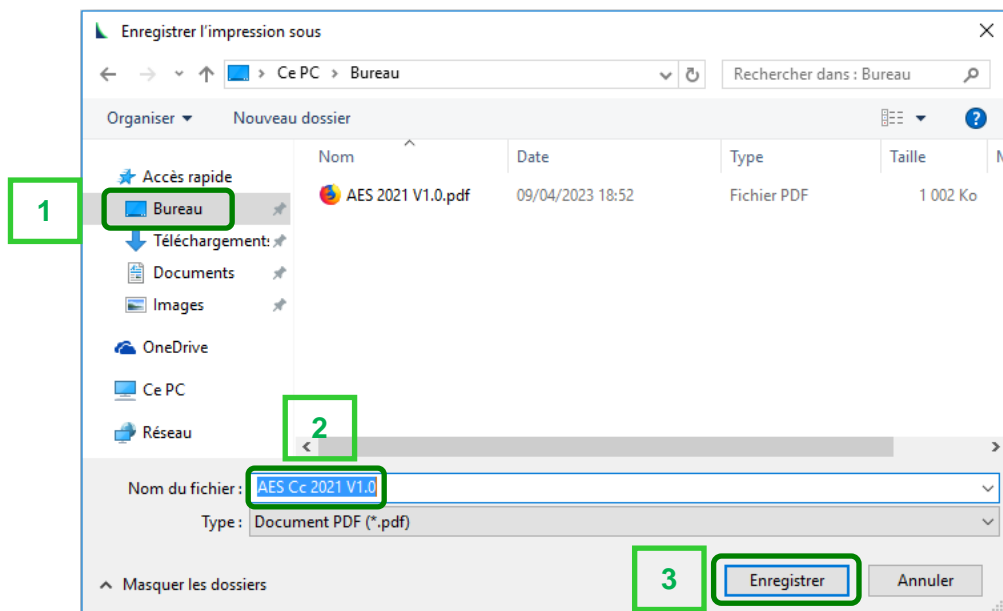 Enregistrer l'impression sous
Ce PC > Bureau
Rechercher dans : Bureau
Organiser
Nouveau dossier
Nom Date Type Taille
Accès rapide
AES 2021 V1.0.pdf 09/04/2023 18:52 Fichier PDF 1 002 Ko
1
Bureau
Téléchargements
Documents
Images
OneDrive
Ce PC
2
Réseau
Nom du fichier : AES Cc 2021 V1.0
Type : Document PDF (*.pdf)
Masquer les dossiers
3
Enregistrer
Annuler